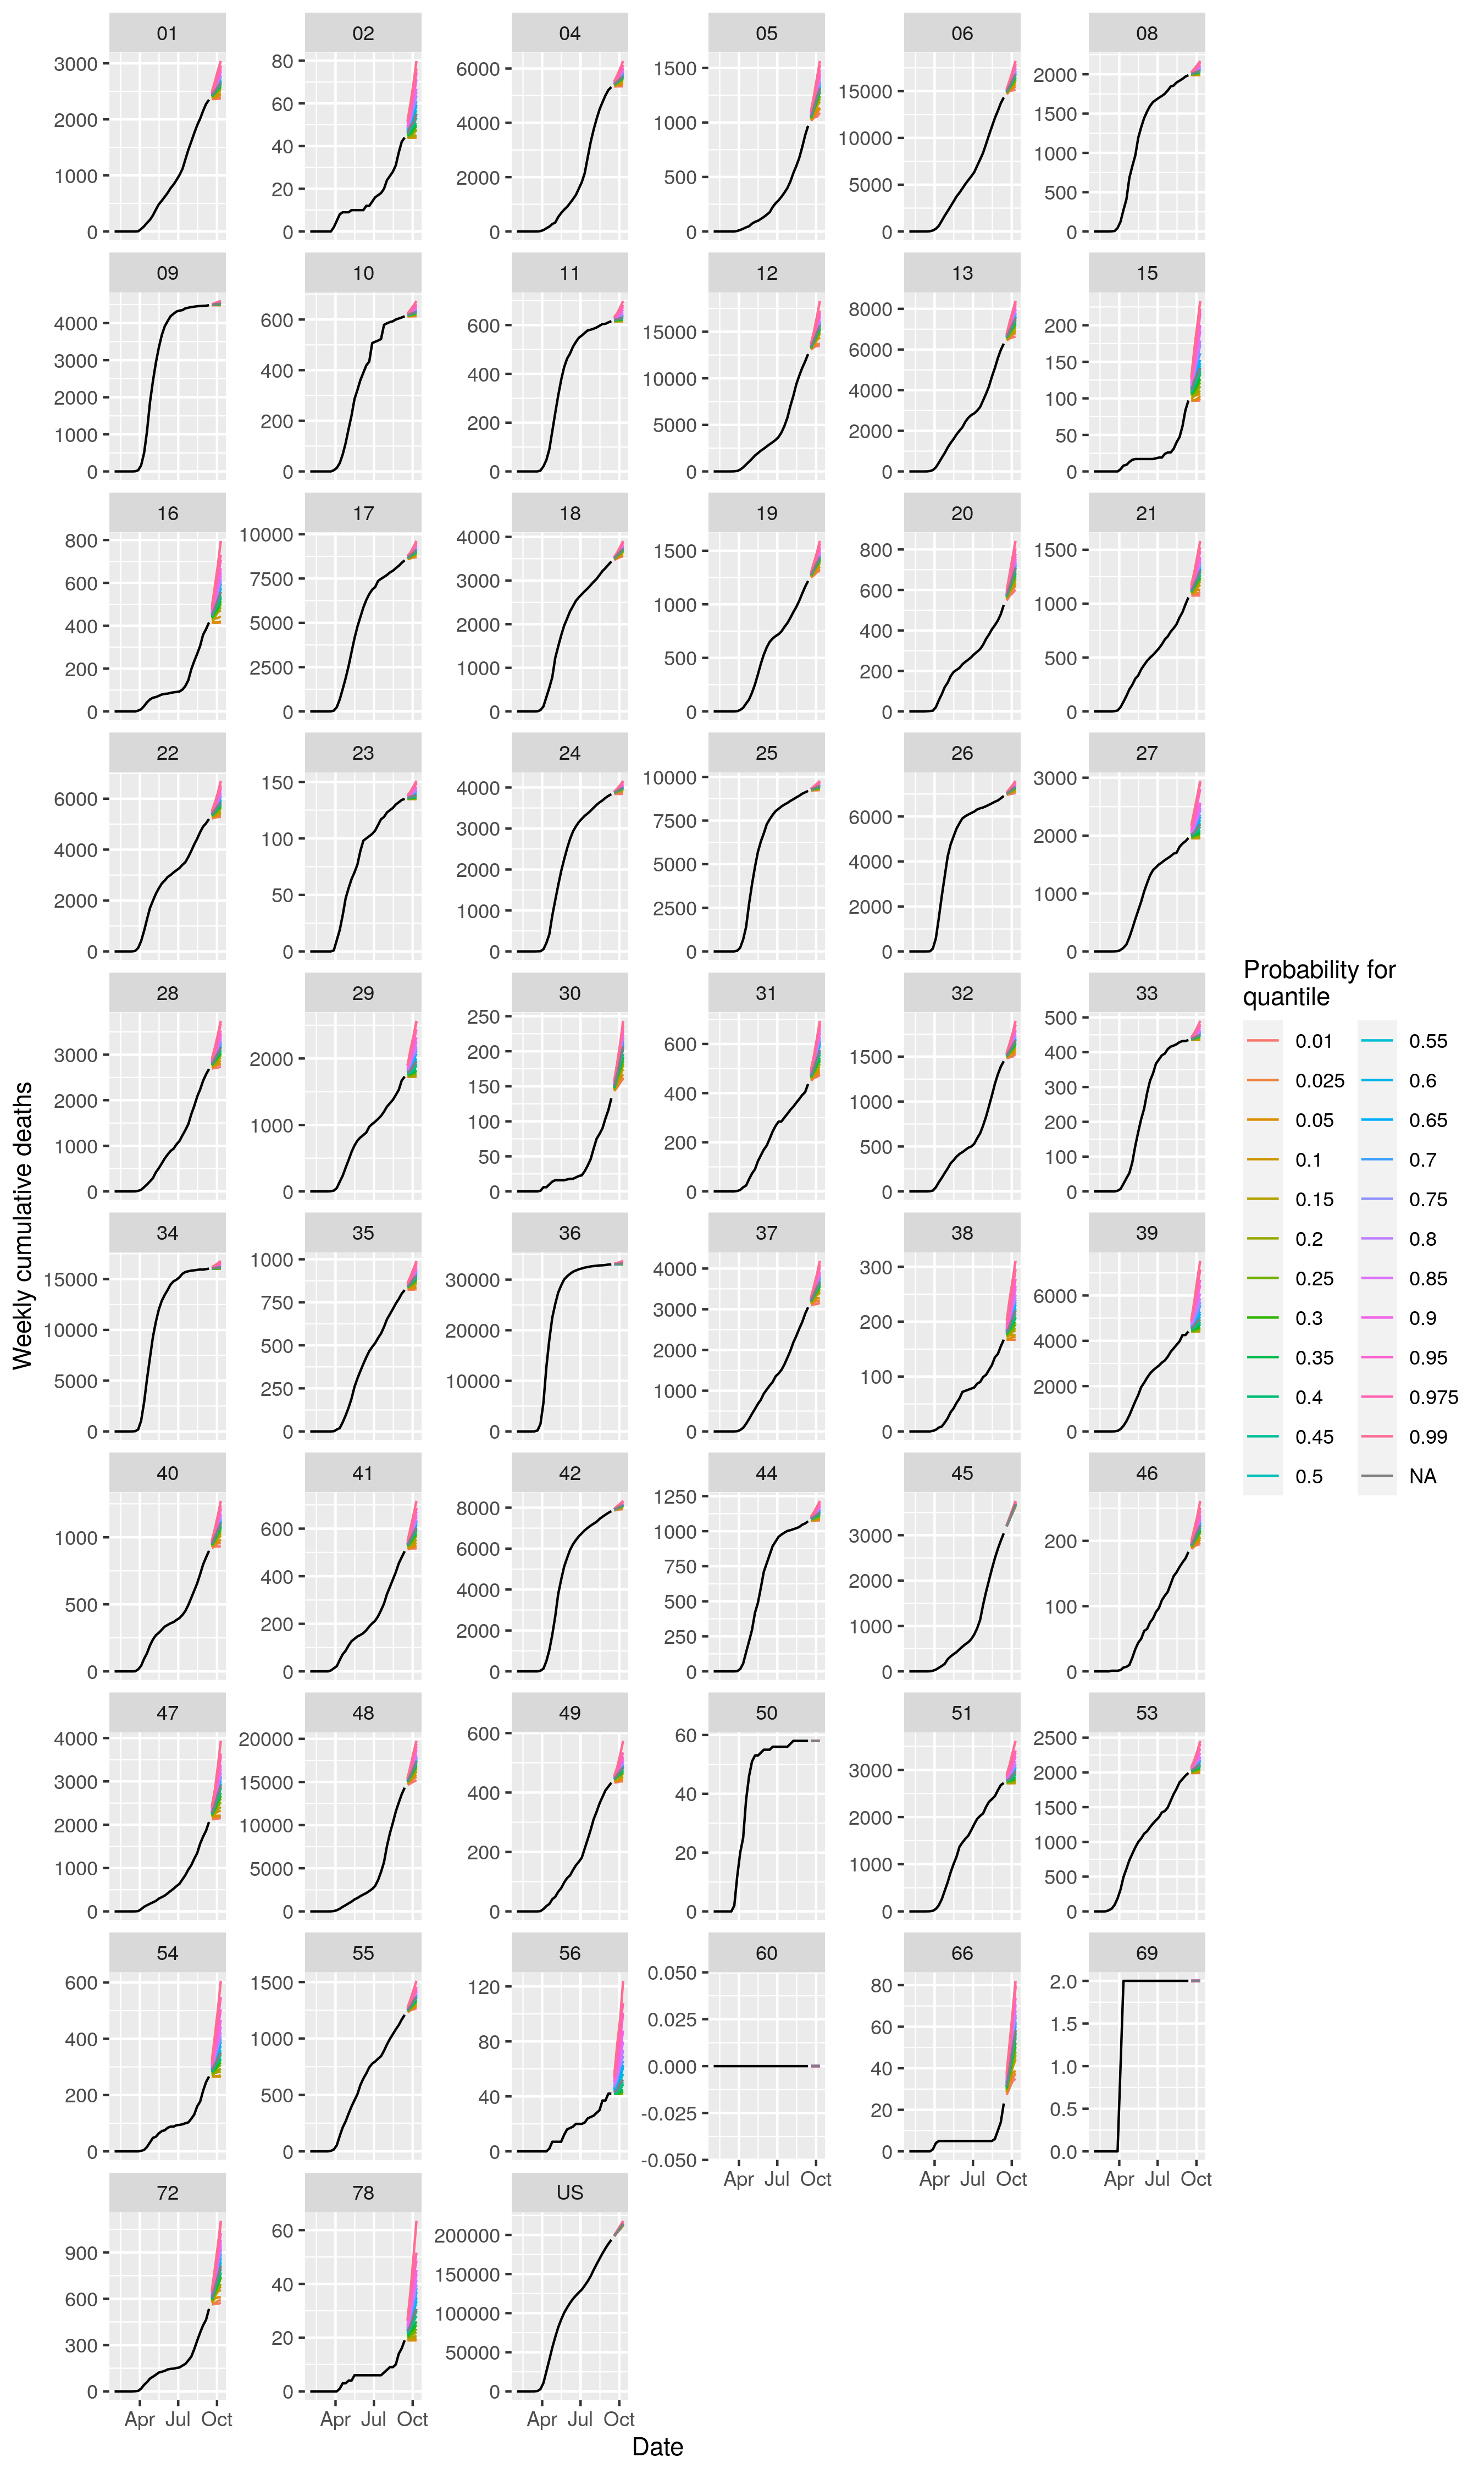 01 02 04 05 06 08
3000 80 6000 1500 15000 2000
2000 60 4000 1000 10000 1500
1000 40 2000 500 5000 1000
0 20 0 0 0 500
0 0
09 10 11 12 13 15
4000 600 600 15000 8000 200
3000 400 400 10000 6000 150
2000 200 200 5000 4000 100
1000 0 0 0 2000 50
0 0 0
16 17 18 19 20 21
800 10000 4000 1500 800 1500
600 7500 3000 1000 600 1000
400 5000 2000 500 400 500
200 2500 1000 0 200 0
0 0 0 0
22 23 24 25 26 27
6000 150 4000 10000 6000 3000
4000 100 3000 7500 4000 2000
2000 50 2000 5000 2000 1000
0 0 1000 2500 0 0
0 0
28 29 30 31 32 33
3000 2000 250 600 1500 500
2000 1000 200 400 1000 400
1000 0 150 200 500 300
0 100 0 0 200
50 100
0 0
34 35 36 37 38 39
15000 1000 30000 4000 300 6000
10000 750 20000 3000 200 4000
5000 500 10000 2000 100 2000
0 250 0 1000 0 0
0 0
40 41 42 44 45 46
1000 600 8000 1250 3000 200
500 400 6000 1000 2000 100
0 200 4000 750 1000 0
0 2000 500 0
0 250
0
47 48 49 50 51 53
4000 20000 600 60 3000 2500
3000 15000 400 40 2000 2000
2000 10000 200 20 1000 1500
1000 5000 0 0 0 1000
0 0 500
0
54 55 56 60 66 69
600 1500 120 0.050 80 2.0
400 1000 80 0.025 60 1.5
200 500 40 0.000 40 1.0
0 0 0 -0.025 20 0.5
-0.050 0 0.0
Apr Jul Oct Apr Jul Oct Apr Jul Oct
72 78 US
900 60 200000
600 40 150000
300 20 100000
0 0 50000
0
Apr Jul Oct Apr Jul Oct Apr Jul Oct
Date
Weekly cumulative deaths
Probability for
quantile
0.01 0.55
0.025 0.6
0.05 0.65
0.1 0.7
0.15 0.75
0.2 0.8
0.25 0.85
0.3 0.9
0.35 0.95
0.4 0.975
0.45 0.99
0.5 NA